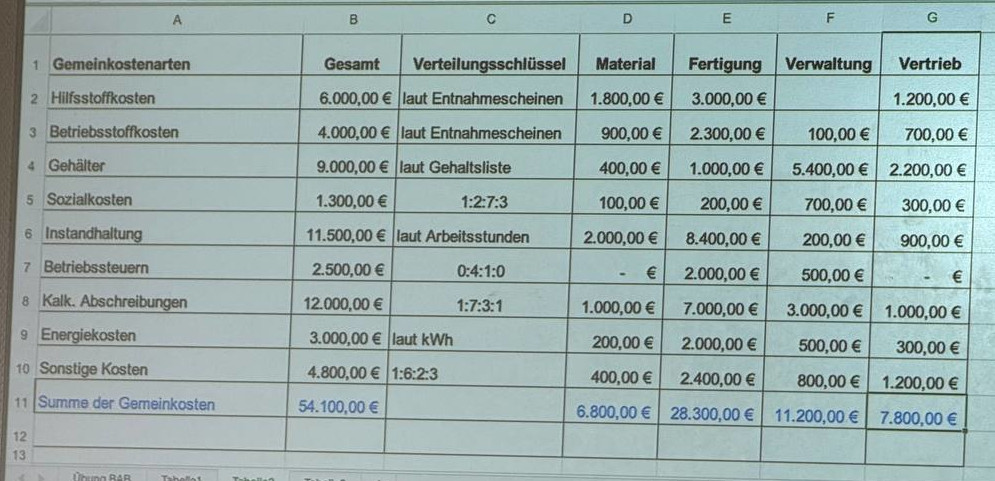 A B C D E F G
1 Gemeinkostenarten Gesamt Verteilungsschlüssel Material Fertigung Verwaltung Vertrieb
2 Hilfsstoffkosten 6.000,00 € laut Entnahmescheinen 1.800,00 € 3.000,00 € 1.200,00 €
3 Betriebsstoffkosten 4.000,00 € laut Entnahmescheinen 900,00 € 2.300,00 € 100,00 € 700,00 €
4 Gehälter 9.000,00 € laut Gehaltsliste 400,00 € 1.000,00 € 5.400,00 € 2.200,00 €
5 Sozialkosten 1.300,00 € 1:2:7:3 100,00 € 200,00 € 700,00 € 300,00 €
6 Instandhaltung 11.500,00 € laut Arbeitsstunden 2.000,00 € 8.400,00 € 200,00 € 900,00 €
7 Betriebssteuern 2.500,00 € 0:4:1:0 - € 2.000,00 € 500,00 € - €
8 Kalk. Abschreibungen 12.000,00 € 1:7:3:1 1.000,00 € 7.000,00 € 3.000,00 € 1.000,00 €
9 Energiekosten 3.000,00 € laut kWh 200,00 € 2.000,00 € 500,00 € 300,00 €
10 Sonstige Kosten 4.800,00 € 1:6:2:3 400,00 € 2.400,00 € 800,00 € 1.200,00 €
11 Summe der Gemeinkosten 54.100,00 € 6.800,00 € 28.300,00 € 11.200,00 € 7.800,00 €
12
13
Übung BAB Tabelle1